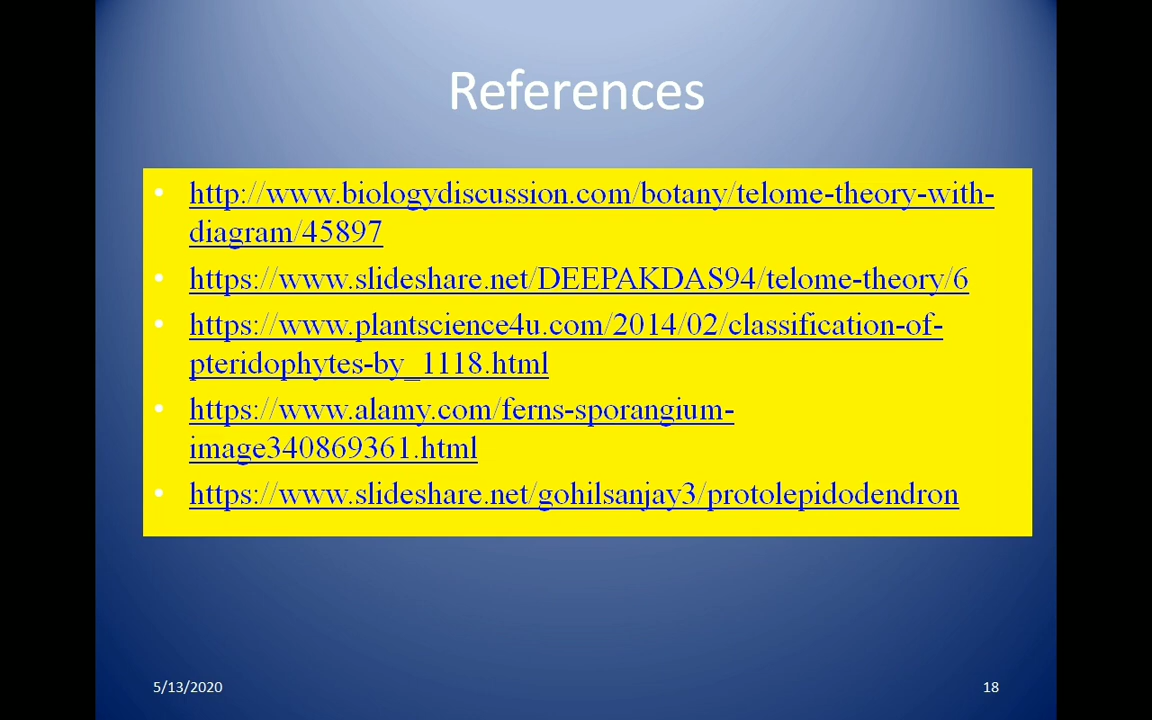 References
• http://www.biologydiscussion.com/botany/telome-theory-with-
diagram/45897
• https://www.slideshare.net/DEEPAKDAS94/telome-theory/6
• https://www.plantscience4u.com/2014/02/classification-of-
pteridophytes-by_1118.html
• https://www.alamy.com/ferns-sporangium-
image340869361.html
• https://www.slideshare.net/gohilsanjay3/protolepidodendron
5/13/2020
18